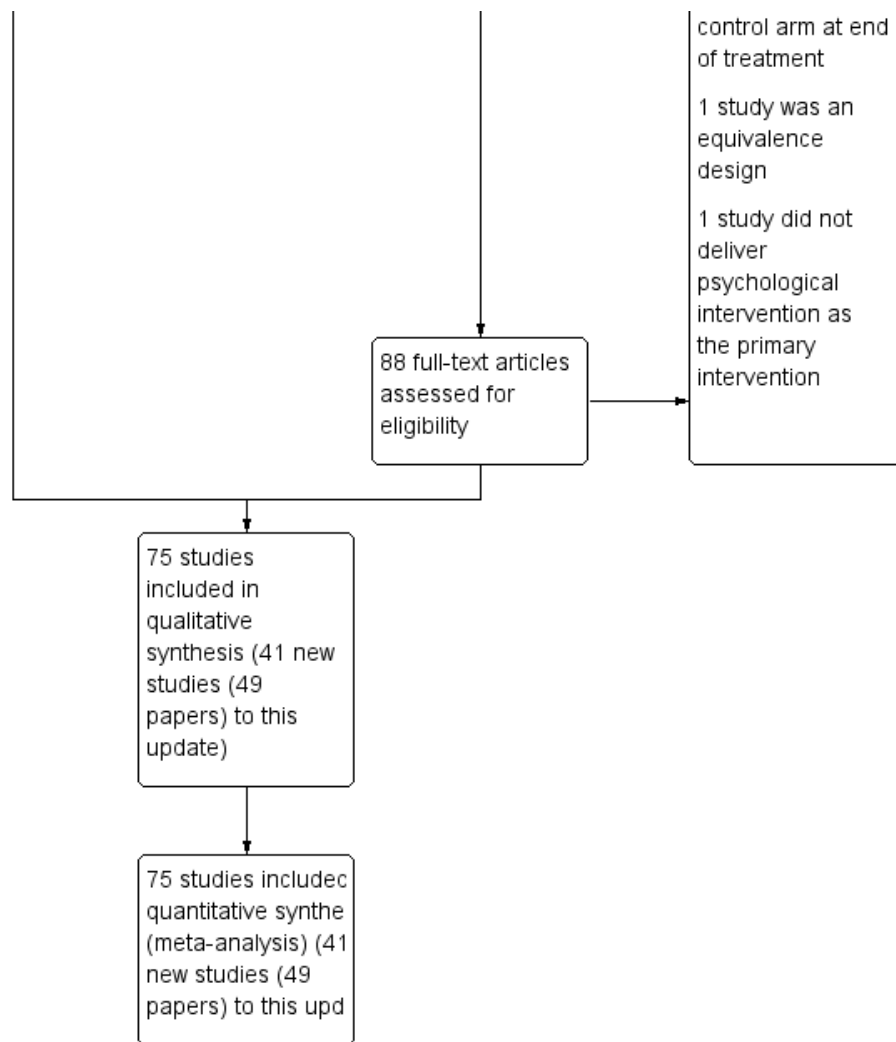 control arm at end
of treatment
1 study was an
equivalence
design
1 study did not
deliver
psychological
intervention as
the primary
intervention
88 full-text articles
assessed for
eligibility
75 studies
included in
qualitative
synthesis (41 new
studies (49
papers) to this
update)
75 studies included
quantitative synthe
(meta-analysis) (41
new studies (49
papers) to this upd